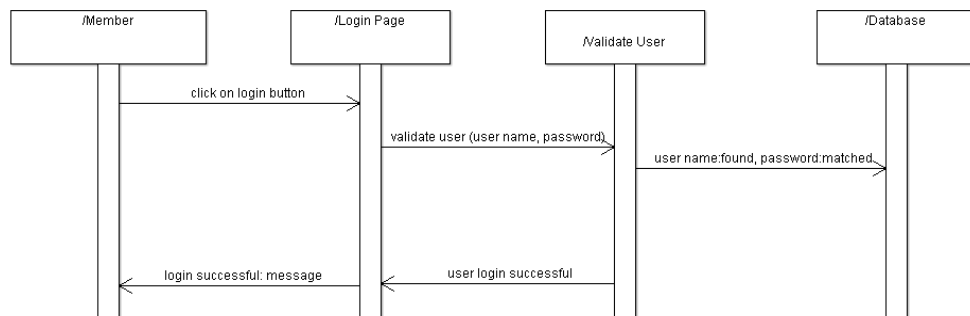 /Member
/Login Page
/Validate User
/Database
click on login button
validate user (user name, password)
user name:found, password:matched
login successful: message
user login successful